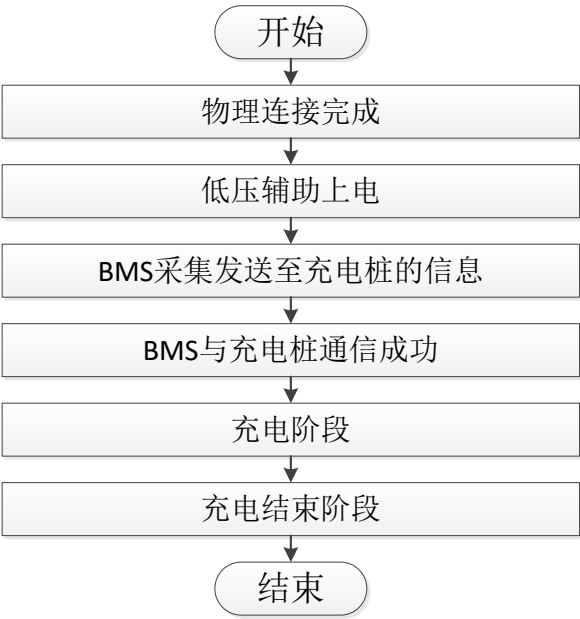 开始
物理连接完成
低压辅助上电
BMS采集发送至充电桩的信息
BMS与充电桩通信成功
充电阶段
充电结束阶段
结束